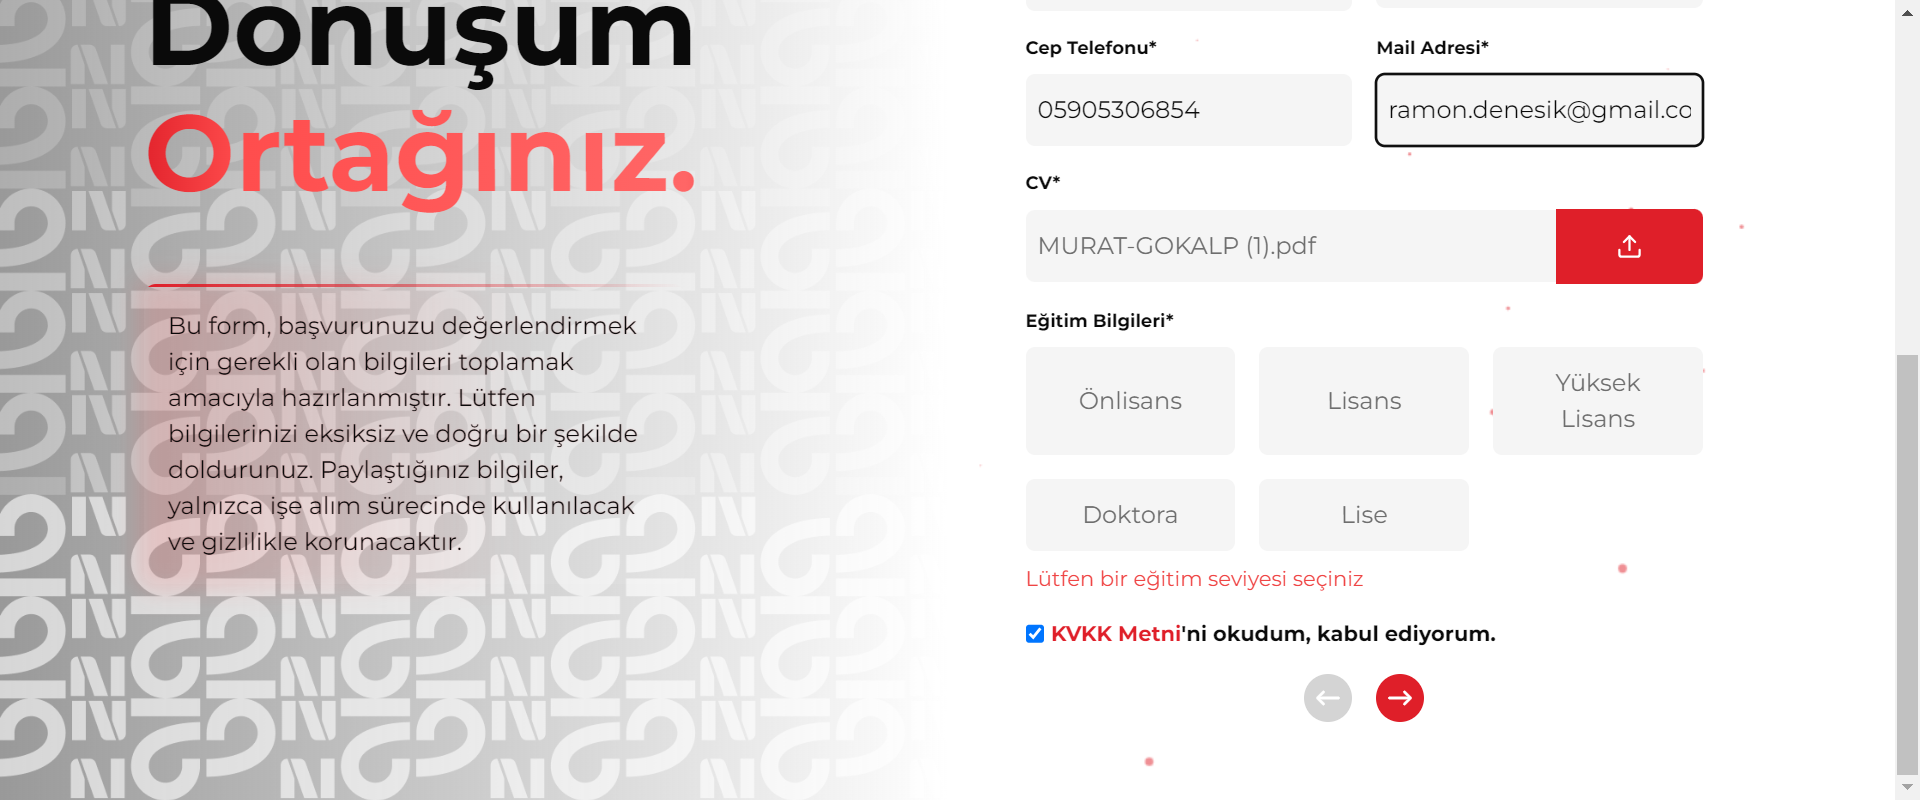 Dönüşüm
Ortağınız.
Bu form, başvurunuzu değerlendirmek
için gerekli olan bilgileri toplamak
amacıyla hazırlanmıştır. Lütfen
bilgilerinizi eksiksiz ve doğru bir şekilde
doldurunuz. Paylaştığınız bilgiler,
yalnızca işe alım sürecinde kullanılacak
ve gizlilikle korunacaktır.
Cep Telefonu*
Mail Adresi*
05905306854
ramon.denesik@gmail.co
CV*
MURAT-GOKALP (1).pdf
Eğitim Bilgileri*
Önlisans
Lisans
Yüksek
Lisans
Doktora
Lise
Lütfen bir eğitim seviyesi seçiniz
KVKK Metni'ni okudum, kabul ediyorum.